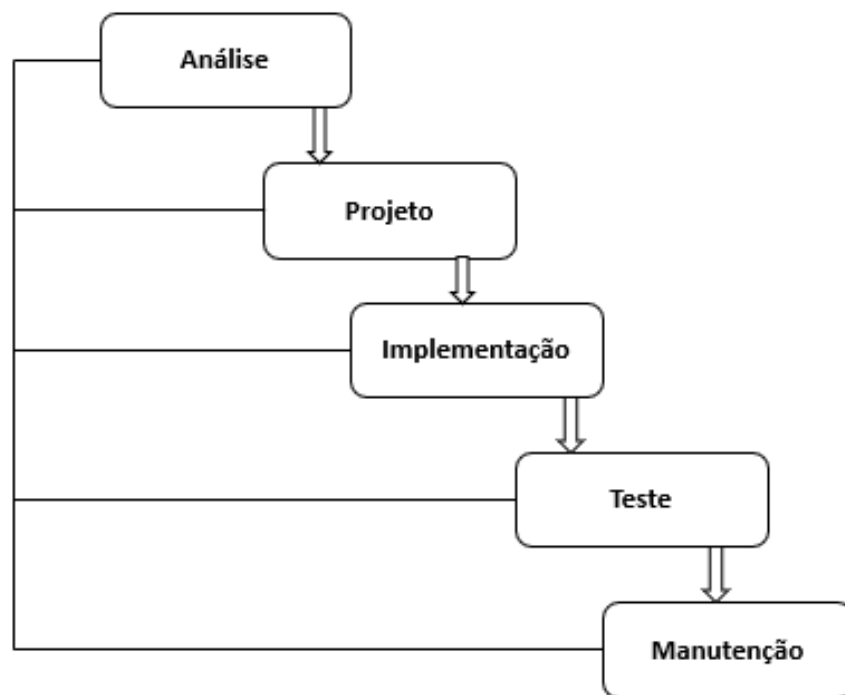 Análise
Projeto
Implementação
Teste
Manutenção